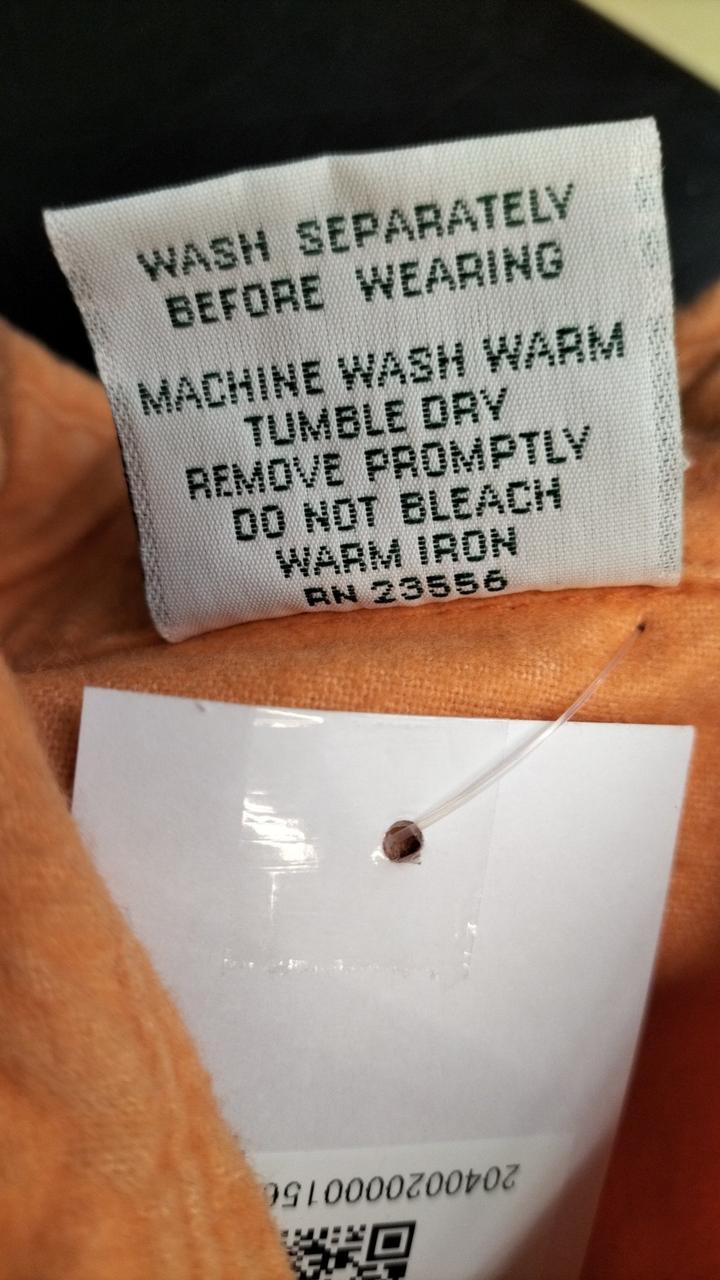 WASH SEPARATELY
BEFORE WEARING
MACHINE WASH WARM
TUMBLE DRY
REMOVE PROMPTLY
DO NOT BLEACH
WARM IRON
RN 23556